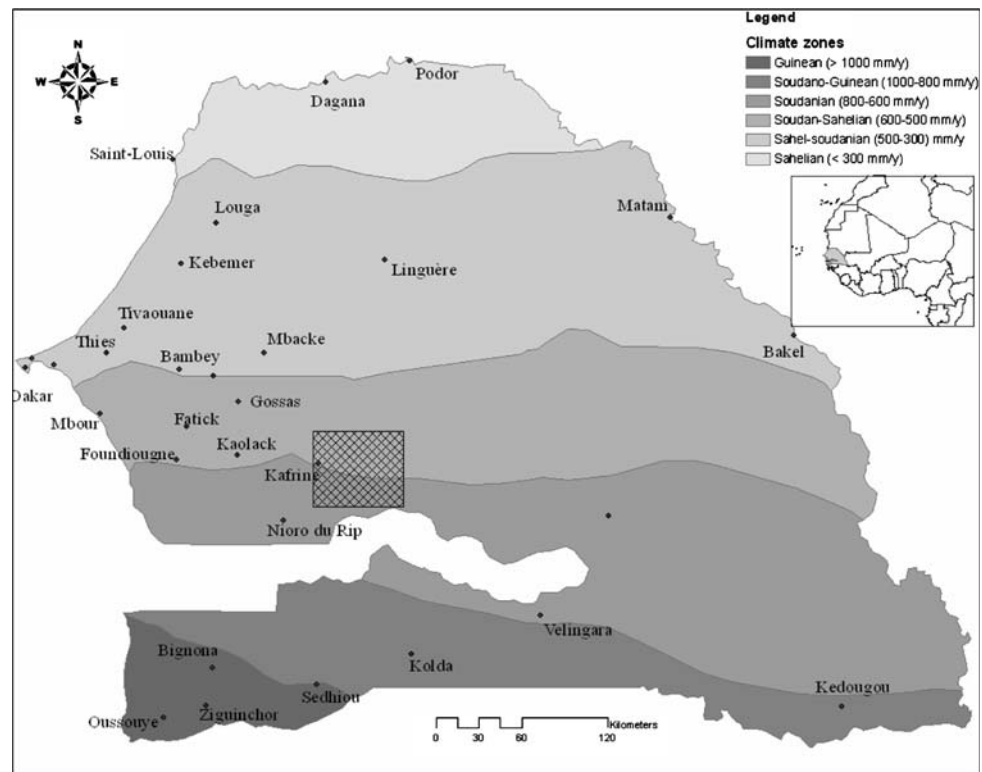 Legend
Climate zones
Guinean (> 1000 mm/y)
Soudano-Guinean (1000-800 mm/y)
Soudanian (800-600 mm/y)
Soudan-Sahelian (600-500 mm/y)
Sahel-soudanian (500-300) mm/y
Sahelian (< 300 mm/y)
N
W E
S
Podor
Dagana
Saint-Louis
Matam
Louga
Kebemer
Linguère
Tivaouane
Thies
Mbacke
Bambey
Bakel
Dakar
Gossas
Mbour
Fatick
Kaolack
Foundiougne
Kafrine
Nioro du Rip
Velingara
Bignona
Kolda
Sedhiou
Kedougou
Oussouye
Ziguinchor
Kilometers
0 30 60 120